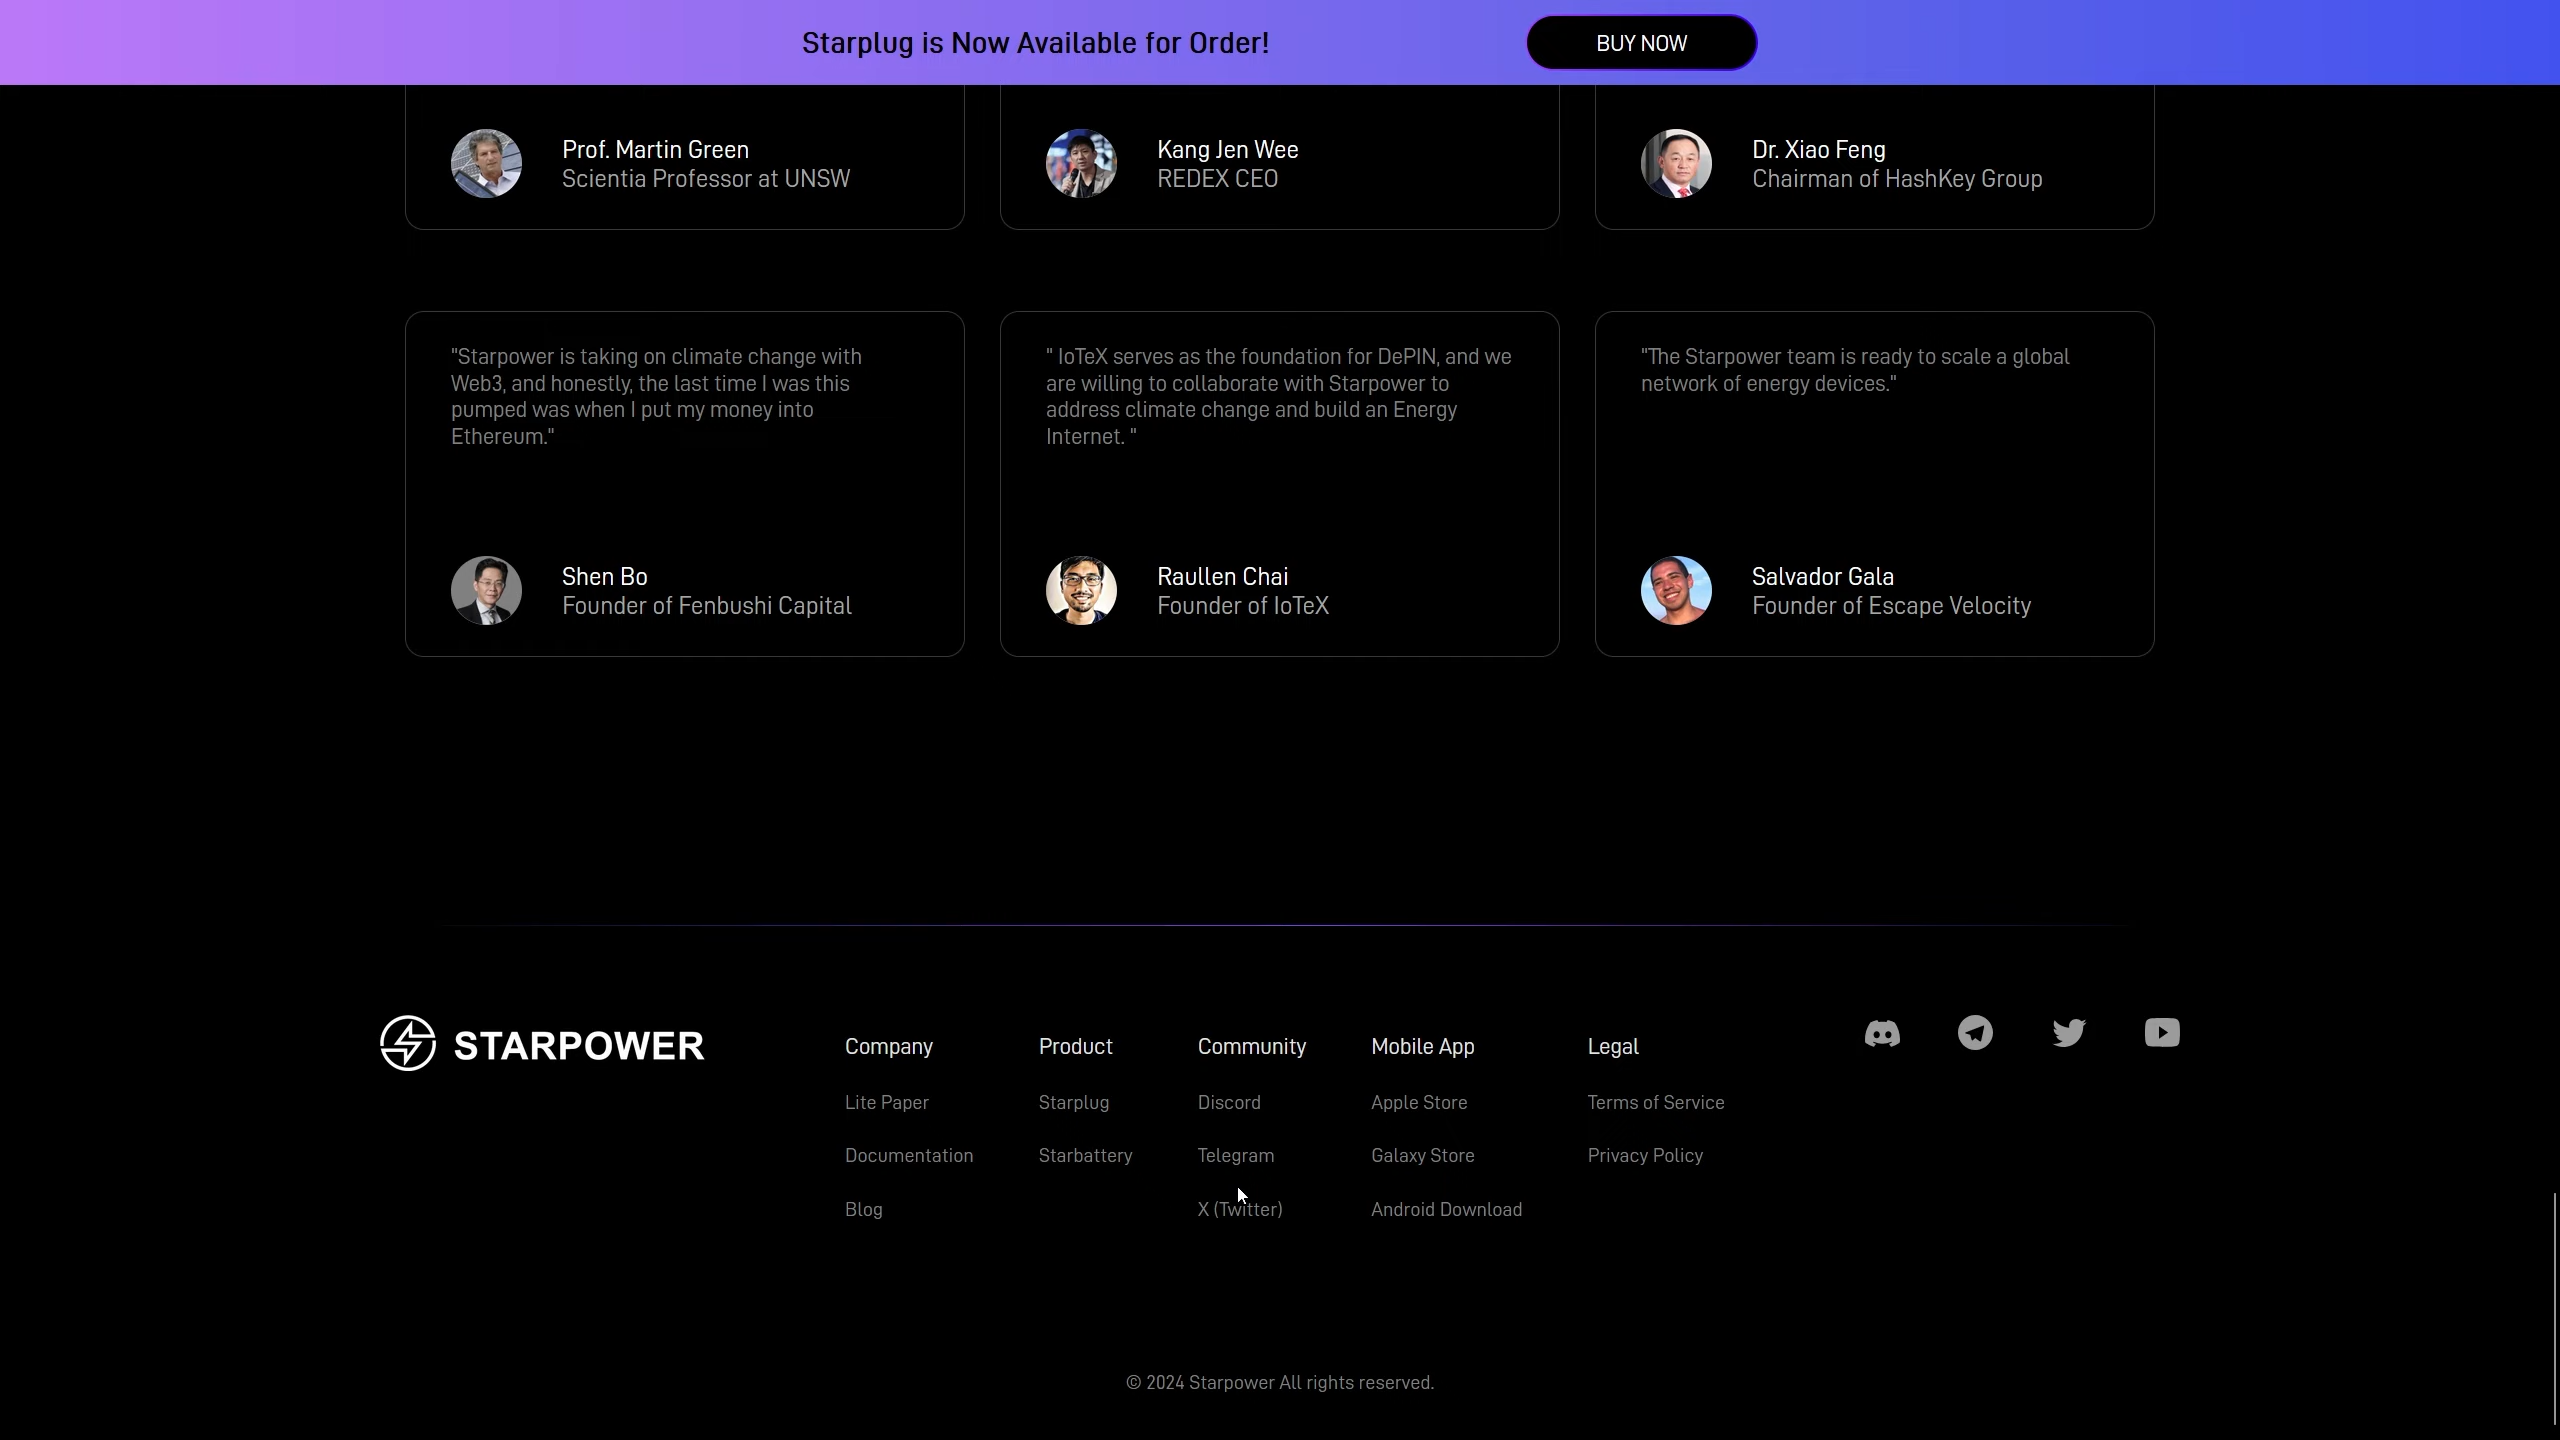 Starplug is Now Available for Order!
BUY NOW
Prof. Martin Green
Scientia Professor at UNSW
Kang Jen Wee
REDEX CEO
Dr. Xiao Feng
Chairman of HashKey Group
"Starpower is taking on climate change with
Web3, and honestly, the last time I was this
pumped was when I put my money into
Ethereum."
Shen Bo
Founder of Fenbushi Capital
" IoTeX serves as the foundation for DePIN, and we
are willing to collaborate with Starpower to
address climate change and build an Energy
Internet. "
Raullen Chai
Founder of IoTeX
"The Starpower team is ready to scale a global
network of energy devices."
Salvador Gala
Founder of Escape Velocity
STARPOWER
Company
Lite Paper
Documentation
Blog
Product
Starplug
Starbattery
Community
Discord
Telegram
X (Twitter)
Mobile App
Apple Store
Galaxy Store
Android Download
Legal
Terms of Service
Privacy Policy
© 2024 Starpower All rights reserved.